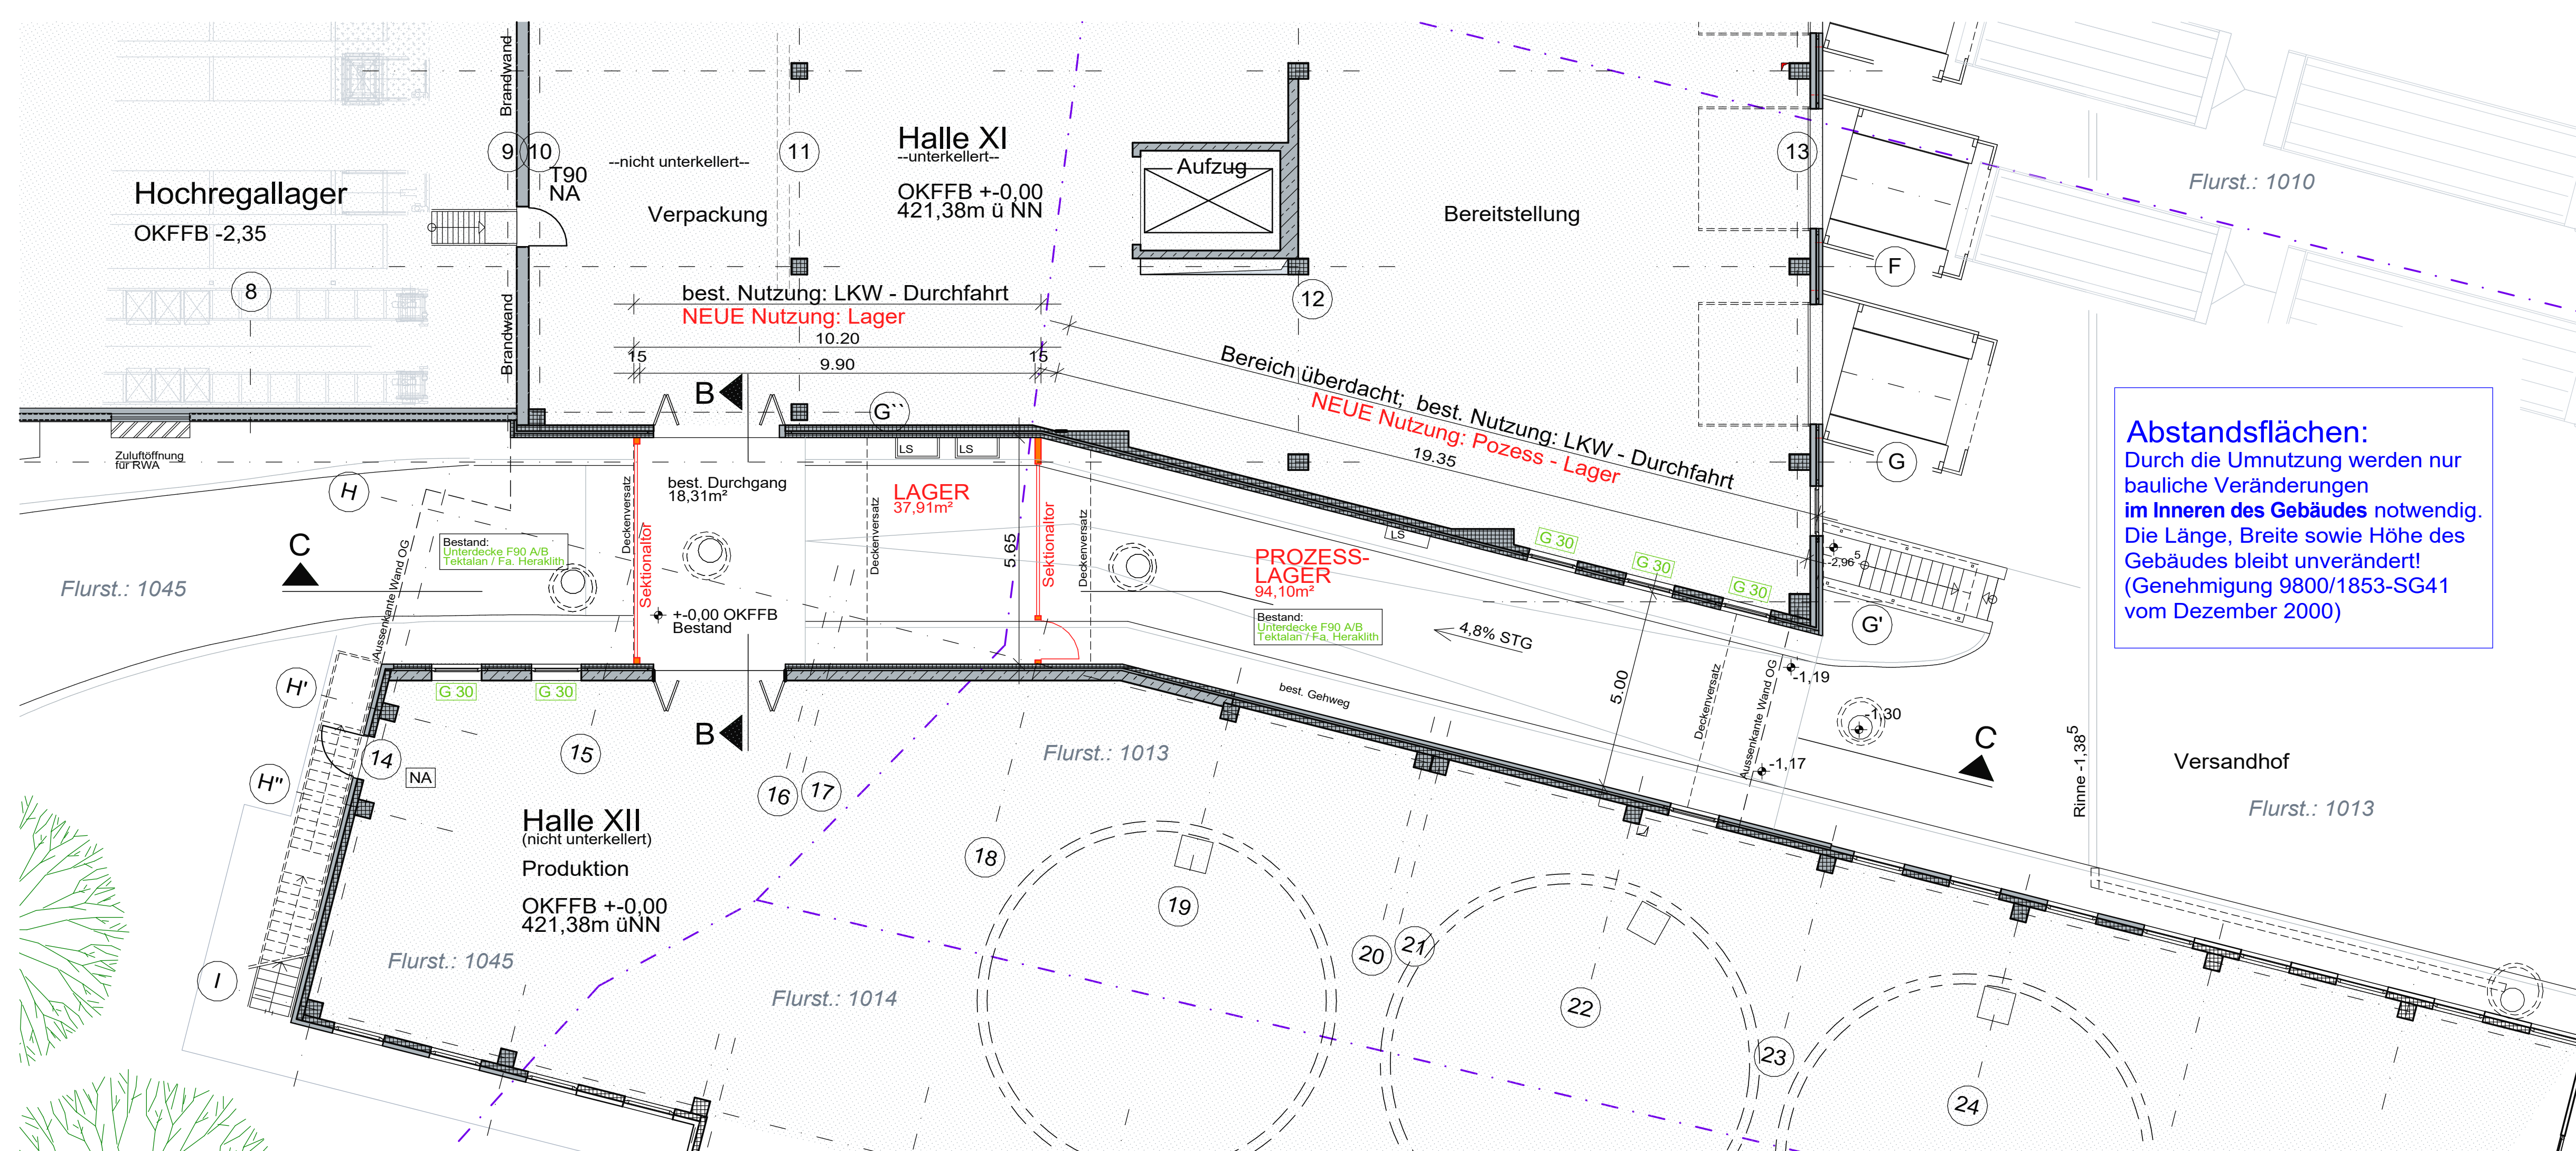 Hochregallager
OKFFB -2,35
8
Brandwand
Brandwand
9
10
T90
NA
--nicht unterkellert--
Verpackung
11
Halle XI
--unterkellert--
OKFFB +-0,00
421,38m ü NN
Aufzug
12
Bereitstellung
13
F
G
G'
G``
Flurst.: 1010
best. Nutzung: LKW - Durchfahrt
NEUE Nutzung: Lager
10.20
15
9.90
15
B
Bereich überdacht; best. Nutzung: LKW - Durchfahrt
NEUE Nutzung: Pozess - Lager
19.35
Abstandsflächen:
Durch die Umnutzung werden nur
bauliche Veränderungen
im Inneren des Gebäudes notwendig.
Die Länge, Breite sowie Höhe des
Gebäudes bleibt unverändert!
(Genehmigung 9800/1853-SG41
vom Dezember 2000)
Zuluftöffnung
für RWA
H
C
Flurst.: 1045
Aussenkante Wand OG
Bestand:
Unterdecke F90 A/B
Tektalan / Fa. Heraklith
Deckenversatz
Sektionaltor
best. Durchgang
18,31m²
+-0,00 OKFFB
Bestand
Deckenversatz
LS
LS
LAGER
37,91m²
5.65
Sektionaltor
Deckenversatz
PROZESS-
LAGER
94,10m²
Bestand:
Unterdecke F90 A/B
Tektalan / Fa. Heraklith
LS
G 30
G 30
G 30
4,8% STG
5.00
best. Gehweg
Deckenversatz
Aussenkante Wand OG
-2,96⁵
-1,19
-1,17
-1,30
C
Rinne -1,38⁵
Versandhof
Flurst.: 1013
H'
H''
I
G 30
G 30
14
NA
15
B
16
17
Flurst.: 1013
18
Halle XII
(nicht unterkellert)
Produktion
OKFFB +-0,00
421,38m üNN
Flurst.: 1045
Flurst.: 1014
19
20
21
22
23
24